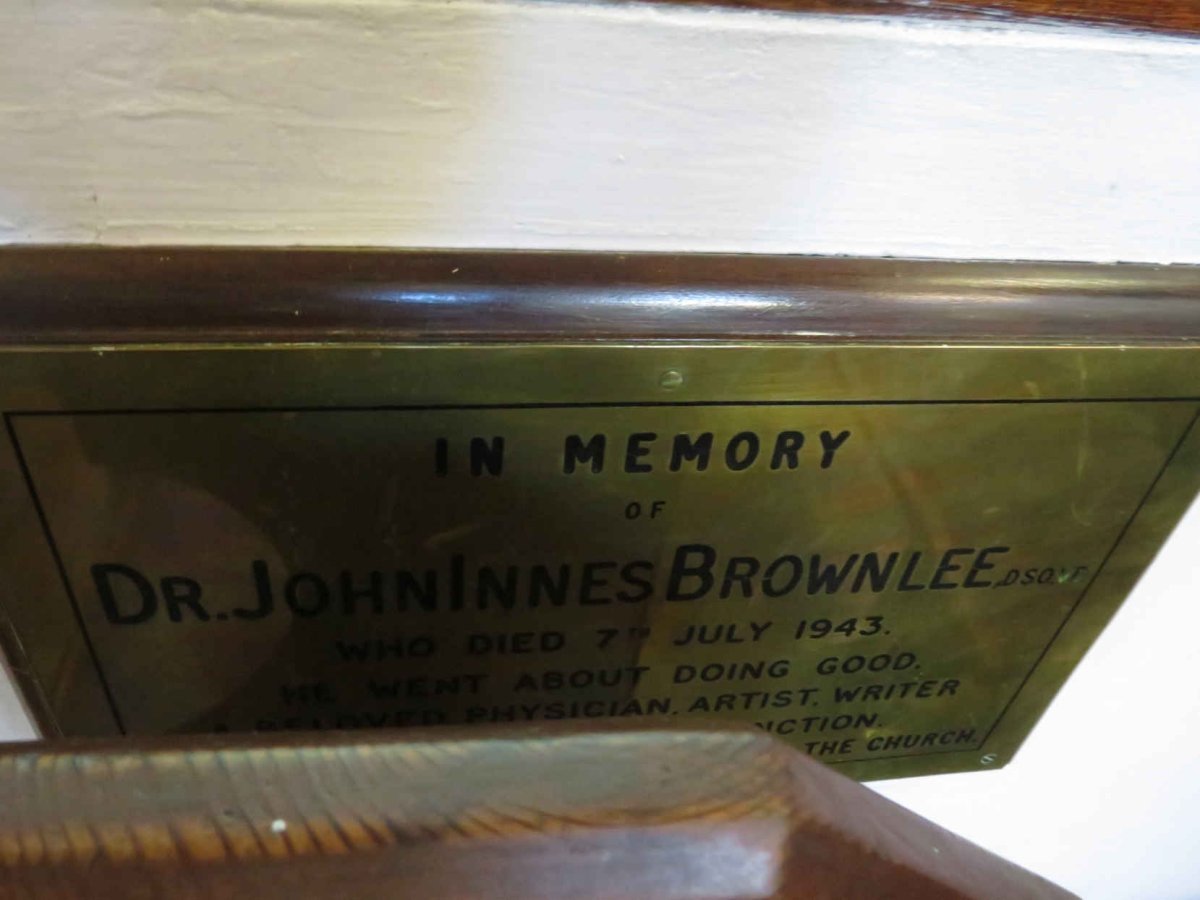 IN MEMORY
OF
DR. JOHN INNES BROWNLEE, D.S.O. V.F
WHO DIED 7TH JULY 1943.
HE WENT ABOUT DOING GOOD.
A BELOVED PHYSICIAN, ARTIST, WRITER
THE CHURCH.